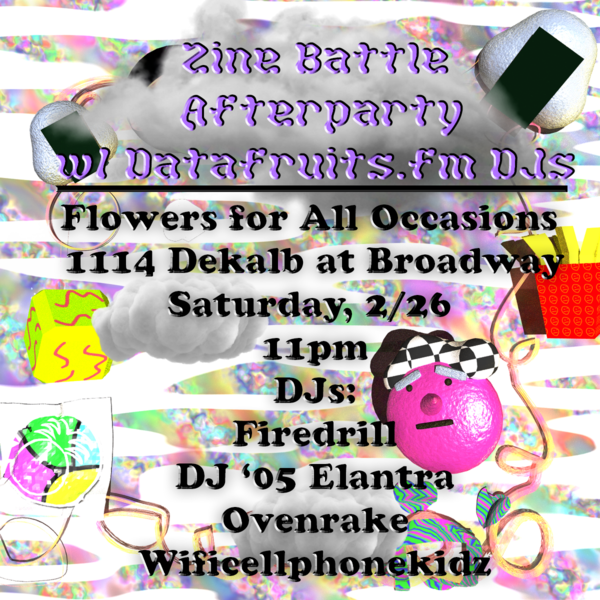 Zine Battle
Afterparty
w/ Datafruits.fm DJs
Flowers for All Occasions
1114 Dekalb at Broadway
Saturday, 2/26
11pm
DJs:
Firedrill
DJ ‘05 Elantra
Ovenrake
Wificellphonekidz